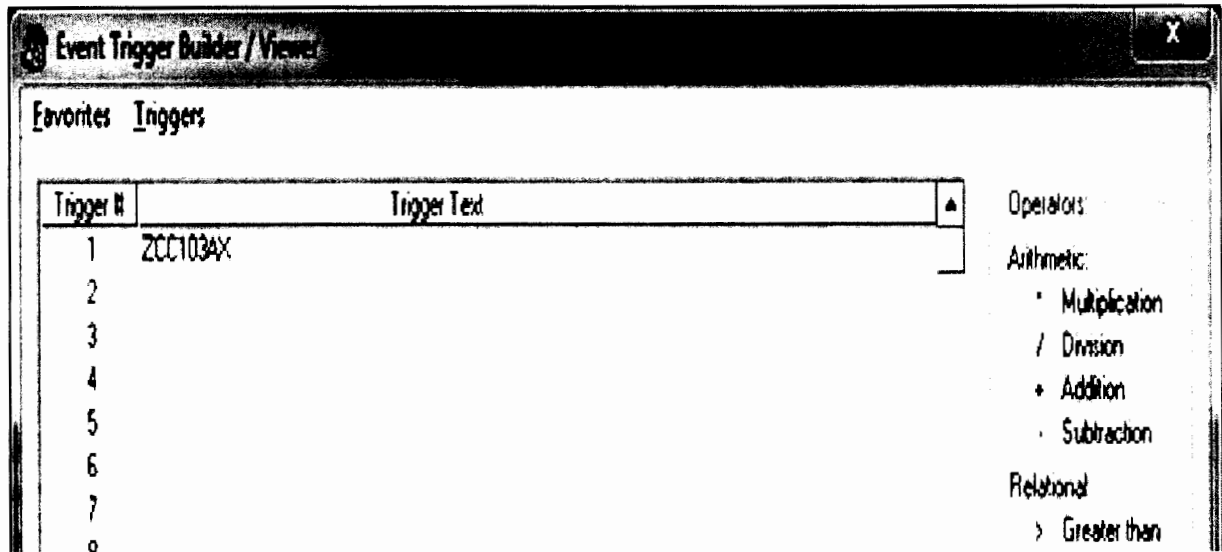 Event Trigger Builder / Viewer
X
Favorites Triggers
Trigger # Trigger Text
1 ZCC103AX
2
3
4
5
6
7
8
Operators:
Arithmetic:
* Multiplication
/ Division
+ Addition
- Subtraction
Relational
> Greater than